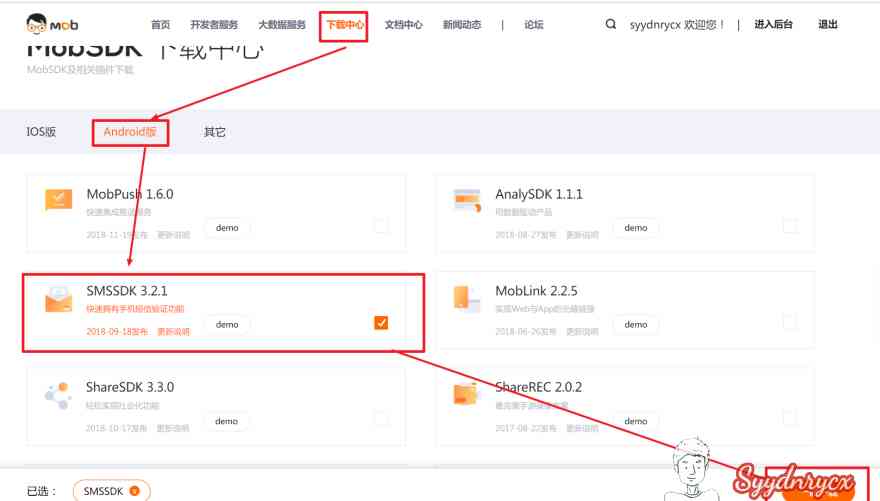 мob 首页 开发者服务 大数据服务 下载中心 文档中心 新闻动态 | 论坛 syydnrycx 欢迎您！ | 进入后台 退出
MobSDK 下载中心
MobSDK及相关插件下载
IOS版 Android版 其它
MobPush 1.6.0
快速集成推送服务
2018-11-19发布 更新说明 demo
AnalySDK 1.1.1
用数据驱动产品
2018-08-27发布 更新说明 demo
SMSSDK 3.2.1
快速拥有手机短信验证功能
2018-09-18发布 更新说明 demo
MobLink 2.2.5
实现Web与App的无缝链接
2018-06-26发布 更新说明 demo
ShareSDK 3.3.0
轻松实现社会化功能
2018-10-17发布 更新说明 demo
ShareREC 2.0.2
2017-08-22发布 更新说明 demo
已选： SMSSDK x
Syydnrycx